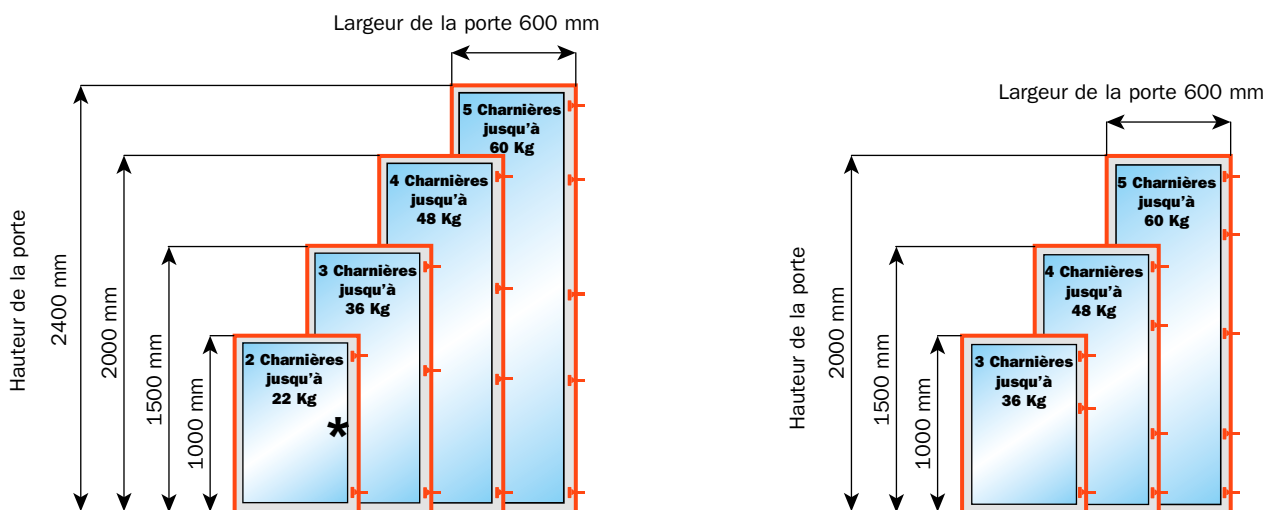 Largeur de la porte 600 mm
Hauteur de la porte
2400 mm
2000 mm
1500 mm
1000 mm
5 Charnières
jusqu'à
60 Kg
4 Charnières
jusqu'à
48 Kg
3 Charnières
jusqu'à
36 Kg
2 Charnières
jusqu'à
22 Kg
*
Largeur de la porte 600 mm
Hauteur de la porte
2000 mm
1500 mm
1000 mm
5 Charnières
jusqu'à
60 Kg
4 Charnières
jusqu'à
48 Kg
3 Charnières
jusqu'à
36 Kg